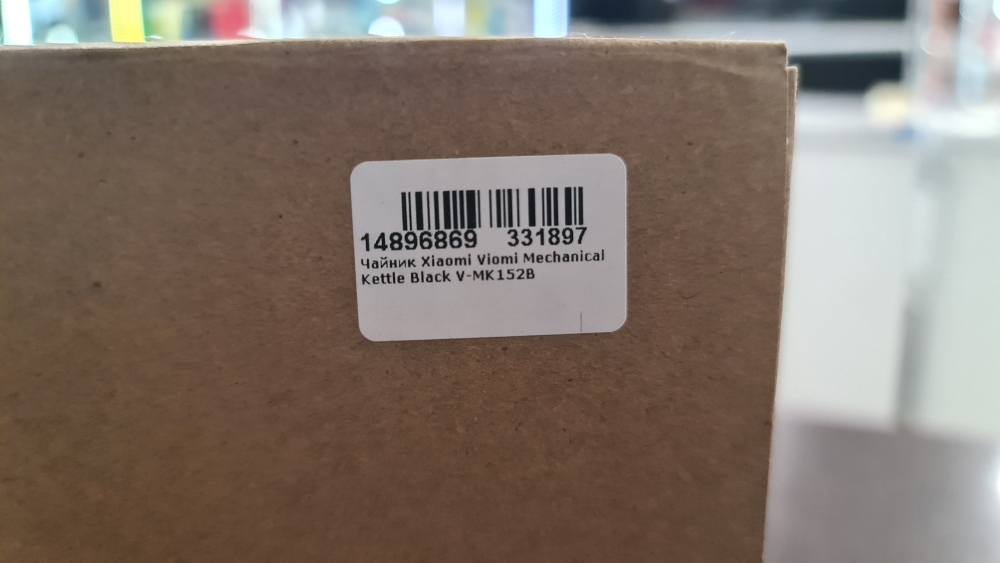 14896869 331897
Чайник Xiaomi Viomi Mechanical
Kettle Black V-MK152B